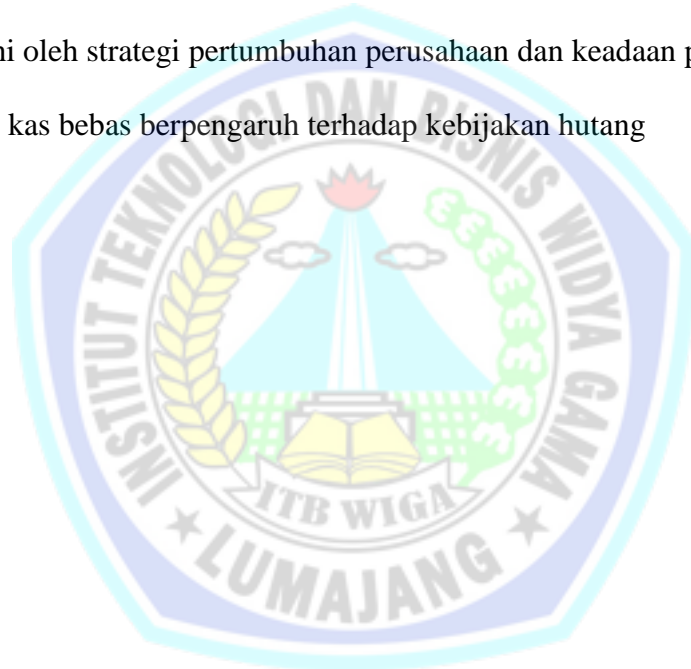 ni oleh strategi pertumbuhan perusahaan dan keadaan p
kas bebas berpengaruh terhadap kebijakan hutang
INSTITUT TEKNOLOGI DAN BISNIS WIDYA GAMA
ITB WIGA
LUMAJANG